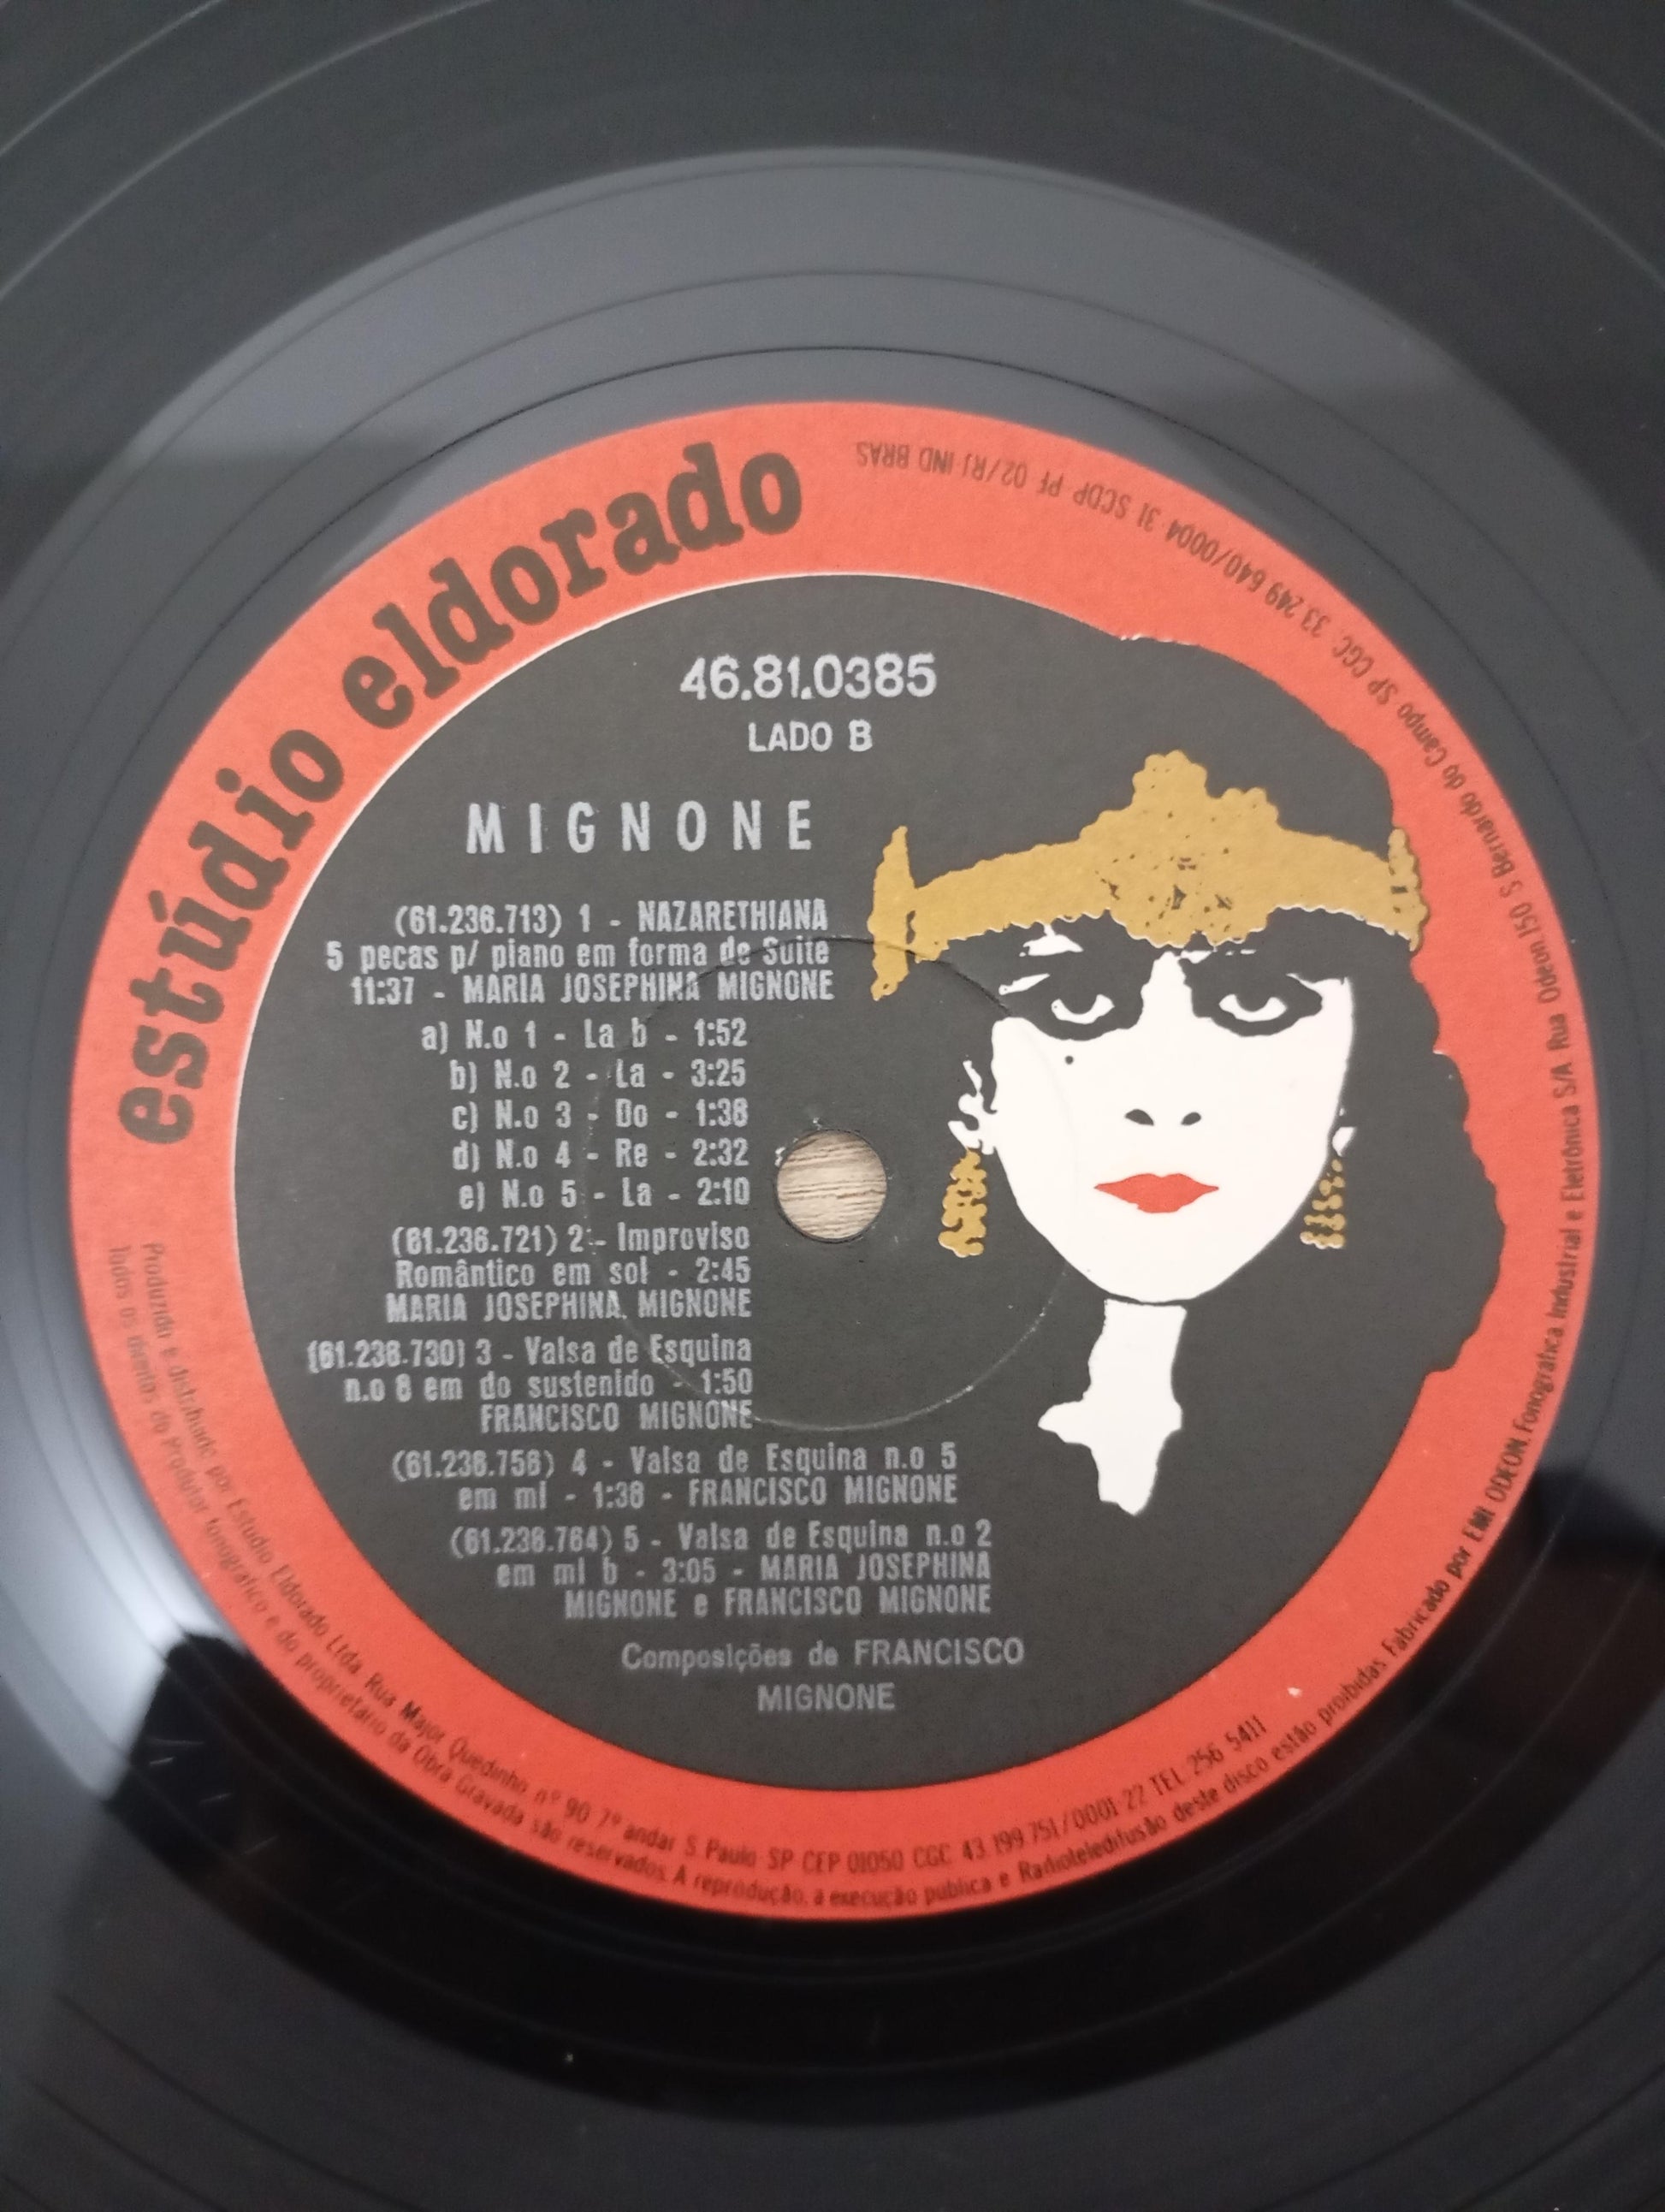 estúdio eldorado
46.81.0385
LADO B
MIGNONE
(61.236.713) 1 - NAZARETHIANA
5 pecas p/ piano em forma de Suite
11:37 - MARIA JOSEPHINA MIGNONE
a) N.o 1 - La b - 1:52
b) N.o 2 - La - 3:25
c) N.o 3 - Do - 1:38
d) N.o 4 - Re - 2:32
e) N.o 5 - La - 2:10
(61.236.721) 2 - Improviso
Romântico em sol - 2:45
MARIA JOSEPHINA MIGNONE
(61.236.730) 3 - Valsa de Esquina
n.o 8 em do sustenido - 1:50
FRANCISCO MIGNONE
(61.236.756) 4 - Valsa de Esquina n.o 5
em mi - 1:38 - FRANCISCO MIGNONE
(61.236.764) 5 - Valsa de Esquina n.o 2
em mi b - 3:05 - MARIA JOSEPHINA
MIGNONE e FRANCISCO MIGNONE
Composições de FRANCISCO
MIGNONE
Produzido e distribuido por Estúdio Eldorado Ltda Rua Major Quedinho nº 90 7º andar S Paulo SP CEP 01050 CGC 43 199 751/0001 22 TEL 256 5411
Todos os direitos do Produtor fonográfico e do proprietário da Obra Gravada são reservados. A reprodução, a execução publica e Radioteledifusão deste disco estão proibidas. Fabricado por EMI ODEON Fonográfica Industrial e Eletrônica S/A Rua Odeon 150 S Bernardo do Campo SP CGC 33 249 640/0004 31 SCDP PF 02/RJ IND BRAS